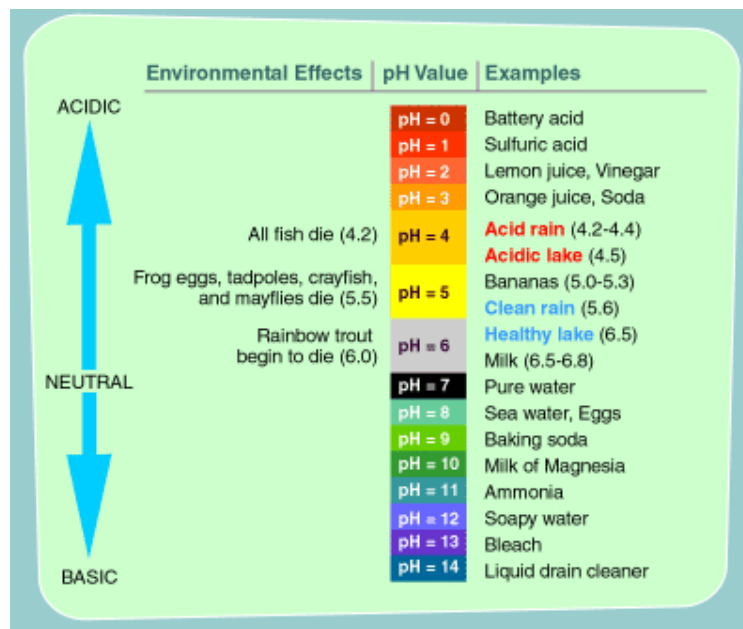 Environmental Effects pH Value Examples
ACIDIC
pH = 0 Battery acid
pH = 1 Sulfuric acid
pH = 2 Lemon juice, Vinegar
pH = 3 Orange juice, Soda
All fish die (4.2) pH = 4 Acid rain (4.2-4.4)
Acidic lake (4.5)
Frog eggs, tadpoles, crayfish,
and mayflies die (5.5) pH = 5 Bananas (5.0-5.3)
Clean rain (5.6)
Rainbow trout
begin to die (6.0) pH = 6 Healthy lake (6.5)
Milk (6.5-6.8)
NEUTRAL
pH = 7 Pure water
pH = 8 Sea water, Eggs
pH = 9 Baking soda
pH = 10 Milk of Magnesia
pH = 11 Ammonia
pH = 12 Soapy water
pH = 13 Bleach
pH = 14 Liquid drain cleaner
BASIC